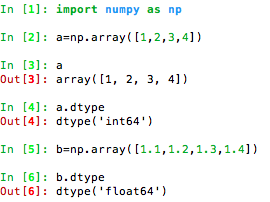 In [1]: import numpy as np
In [2]: a=np.array([1,2,3,4])
In [3]: a
Out[3]: array([1, 2, 3, 4])
In [4]: a.dtype
Out[4]: dtype('int64')
In [5]: b=np.array([1.1,1.2,1.3,1.4])
In [6]: b.dtype
Out[6]: dtype('float64')